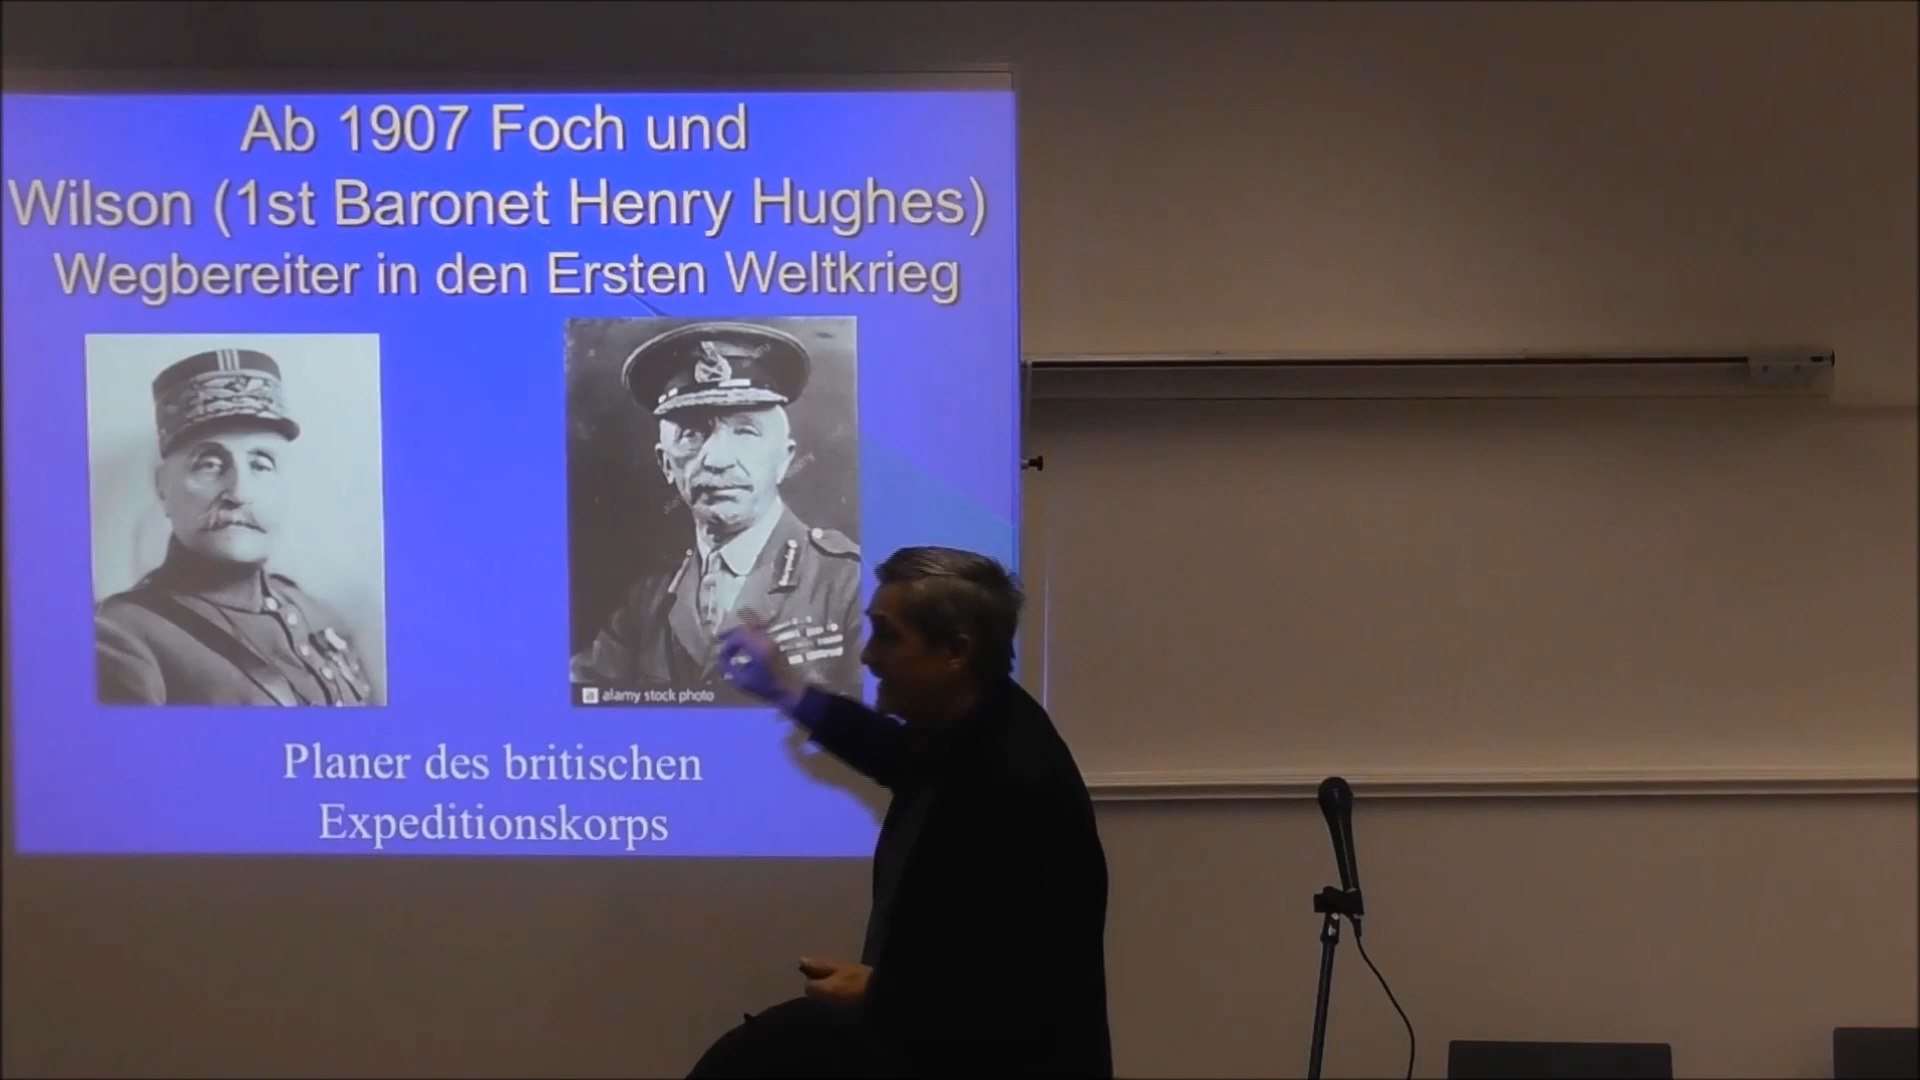 Ab 1907 Foch und
Wilson (1st Baronet Henry Hughes)
Wegbereiter in den Ersten Weltkrieg
a alamy stock photo
Planer des britischen
Expeditionskorps